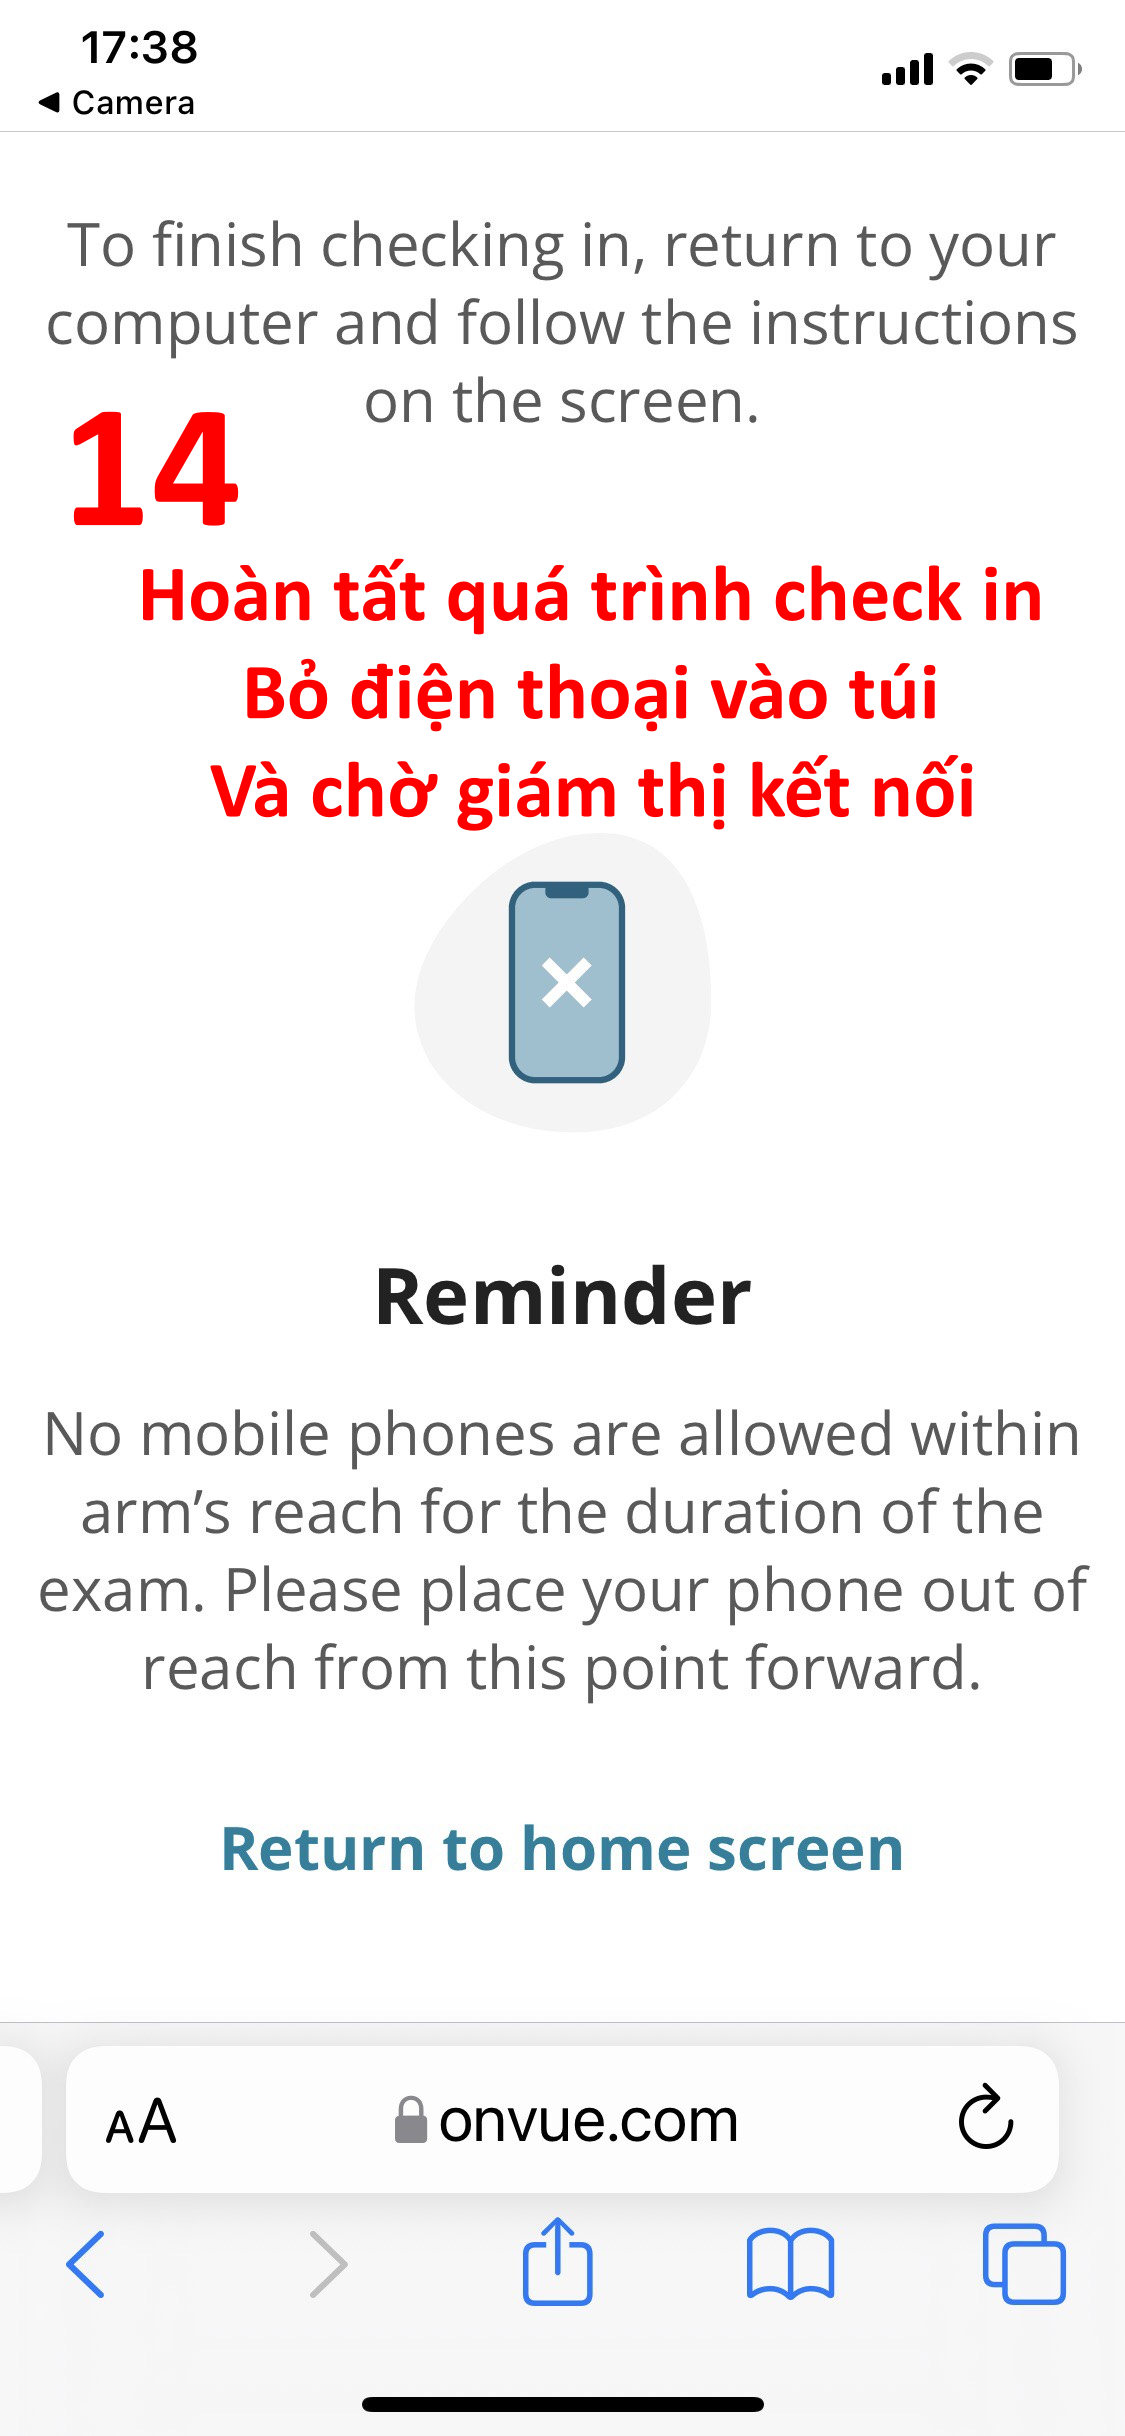 17:38
◀ Camera
To finish checking in, return to your
computer and follow the instructions
on the screen.
14
Hoàn tất quá trình check in
Bỏ điện thoại vào túi
Và chờ giám thị kết nối
Reminder
No mobile phones are allowed within
arm’s reach for the duration of the
exam. Please place your phone out of
reach from this point forward.
Return to home screen
AA onvue.com